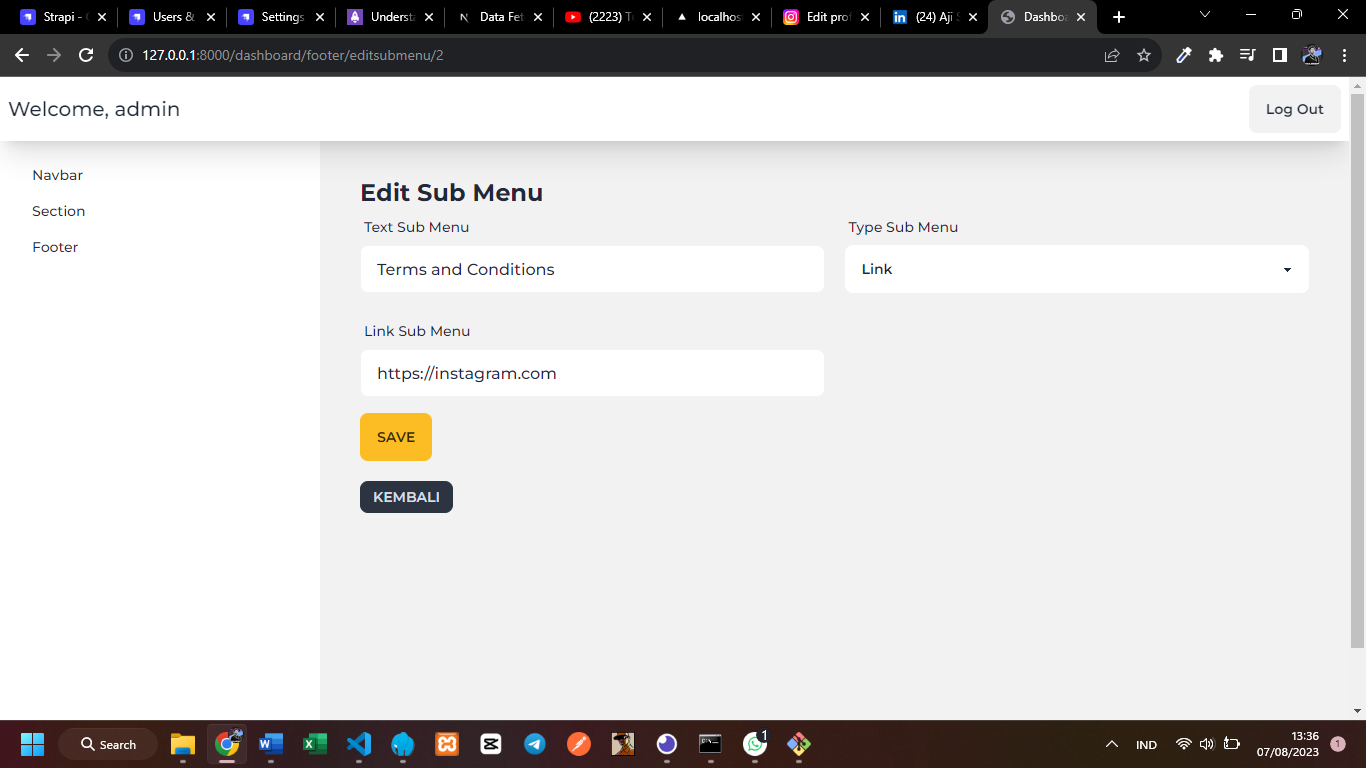 Strapi -
Users &
Settings
Understa
Data Fet
(2223) T
localhos
Edit prof
(24) Aji S
Dashboa
127.0.0.1:8000/dashboard/footer/editsubmenu/2
Welcome, admin
Log Out
Navbar
Section
Footer
Edit Sub Menu
Text Sub Menu
Type Sub Menu
Terms and Conditions
Link
Link Sub Menu
https://instagram.com
SAVE
KEMBALI
Search
1
IND
13:36
07/08/2023
1